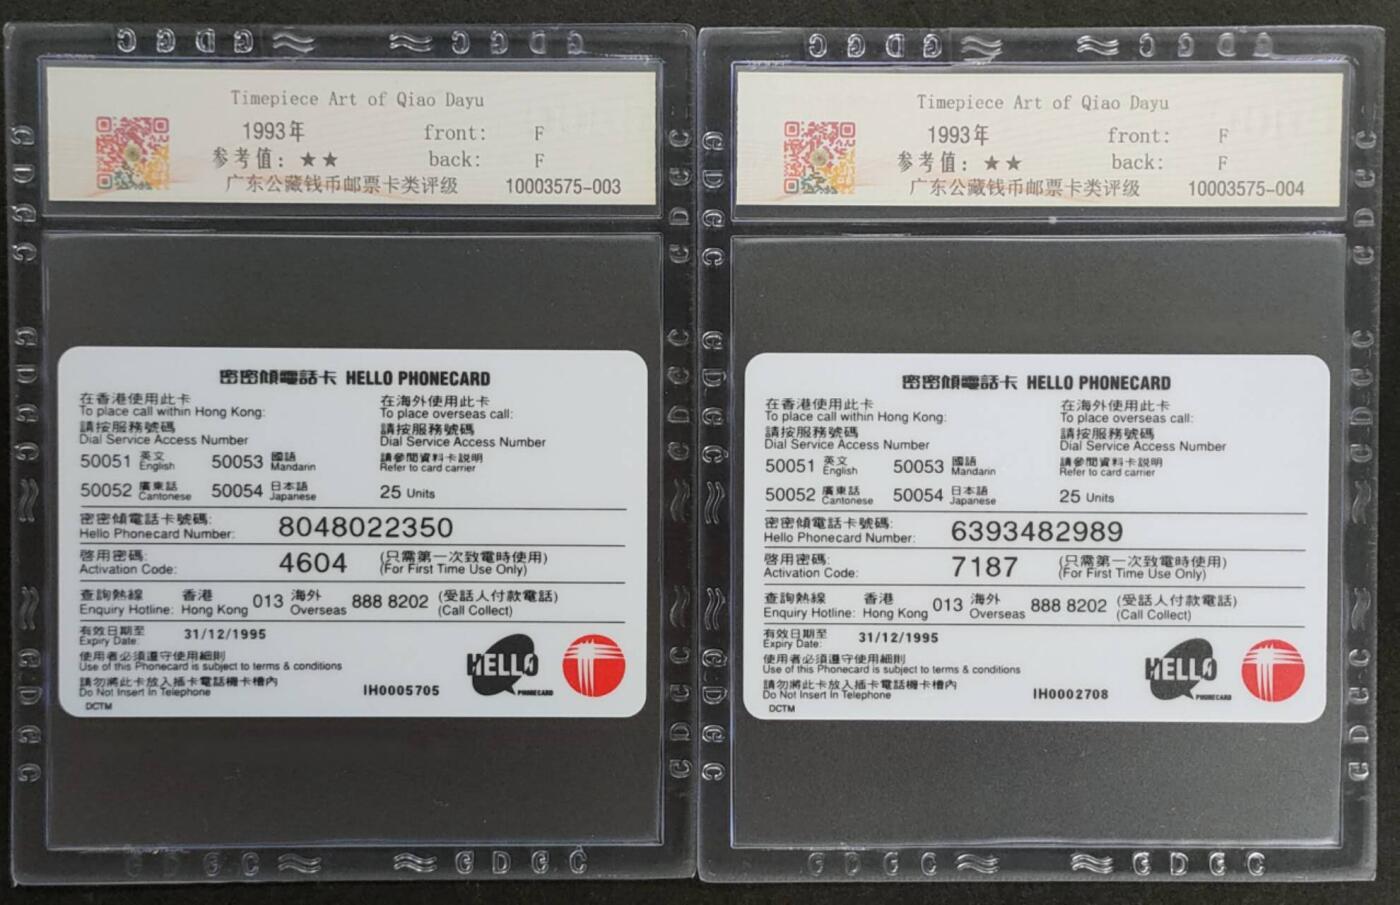 GDGC
Timepiece Art of Qiao Dayu
1993年 front: F
参考值：★★ back: F
广东公藏钱币邮票卡类评级 10003575-003
密密傾電話卡 HELLO PHONECARD
在香港使用此卡
To place call within Hong Kong:
請按服務號碼
Dial Service Access Number
50051 英文 English 50053 國語 Mandarin
50052 廣東話 Cantonese 50054 日本語 Japanese
在海外使用此卡
To place overseas call:
請按服務號碼
Dial Service Access Number
請參閱資料卡説明
Refer to card carrier
25 Units
密密傾電話卡號碼:
Hello Phonecard Number: 8048022350
啓用密碼:
Activation Code: 4604 (只需第一次致電時使用)
(For First Time Use Only)
查詢熱線 香港 海外 (受話人付款電話)
Enquiry Hotline: Hong Kong 013 Overseas 888 8202 (Call Collect)
有效日期至
Expiry Date: 31/12/1995
使用者必須遵守使用細則
Use of this Phonecard is subject to terms & conditions
請勿將此卡放入插卡電話機卡槽內
Do Not Insert In Telephone
DCTM
IH0005705
HELLO
PHONECARD
GDGC
Timepiece Art of Qiao Dayu
1993年 front: F
参考值：★★ back: F
广东公藏钱币邮票卡类评级 10003575-004
密密傾電話卡 HELLO PHONECARD
在香港使用此卡
To place call within Hong Kong:
請按服務號碼
Dial Service Access Number
50051 英文 English 50053 國語 Mandarin
50052 廣東話 Cantonese 50054 日本語 Japanese
在海外使用此卡
To place overseas call:
請按服務號碼
Dial Service Access Number
請參閱資料卡説明
Refer to card carrier
25 Units
密密傾電話卡號碼:
Hello Phonecard Number: 6393482989
啓用密碼:
Activation Code: 7187 (只需第一次致電時使用)
(For First Time Use Only)
查詢熱線 香港 海外 (受話人付款電話)
Enquiry Hotline: Hong Kong 013 Overseas 888 8202 (Call Collect)
有效日期至
Expiry Date: 31/12/1995
使用者必須遵守使用細則
Use of this Phonecard is subject to terms & conditions
請勿將此卡放入插卡電話機卡槽內
Do Not Insert In Telephone
DCTM
IH0002708
HELLO
PHONECARD